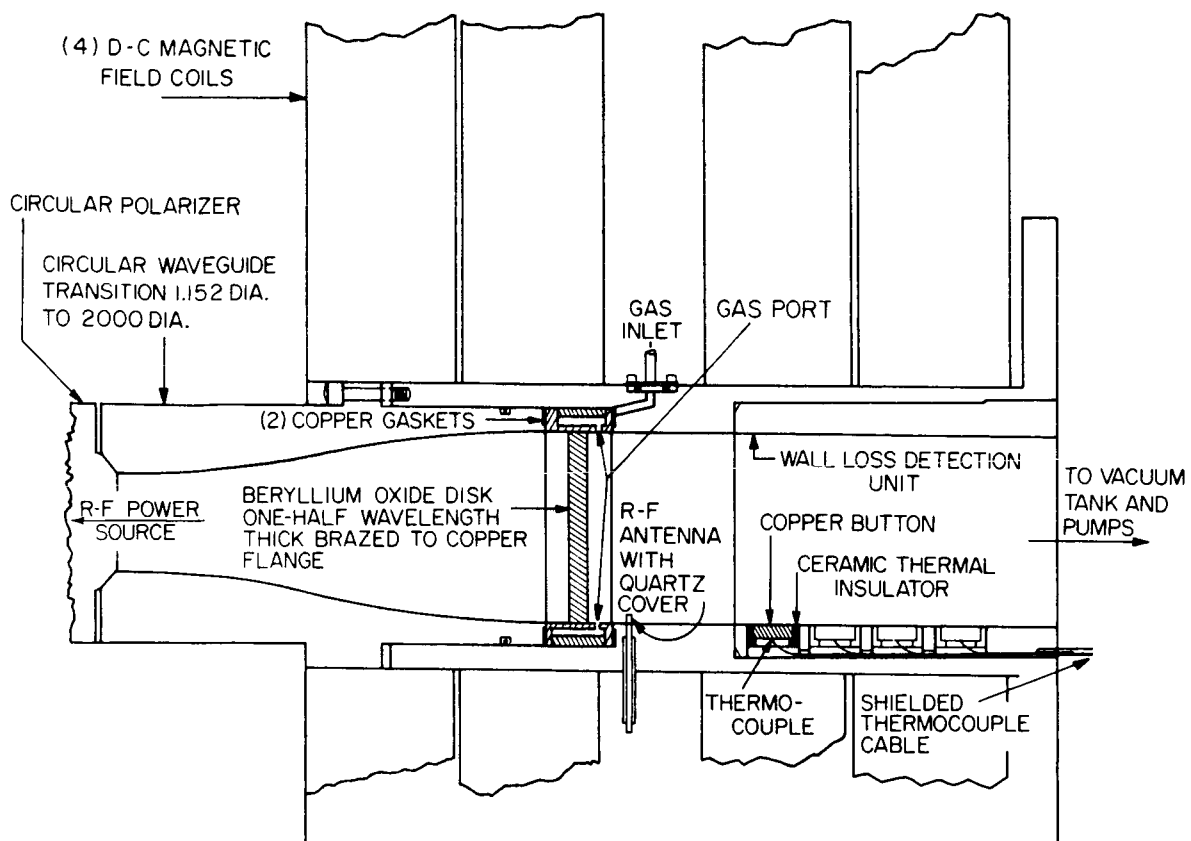 (4) D-C MAGNETIC
FIELD COILS
CIRCULAR POLARIZER
CIRCULAR WAVEGUIDE
TRANSITION 1.152 DIA.
TO 2000 DIA.
GAS
INLET
GAS PORT
(2) COPPER GASKETS
WALL LOSS DETECTION
UNIT
TO VACUUM
TANK AND
PUMPS
R-F POWER
SOURCE
BERYLLIUM OXIDE DISK
ONE-HALF WAVELENGTH
THICK BRAZED TO COPPER
FLANGE
R-F
ANTENNA
WITH
QUARTZ
COVER
COPPER BUTTON
CERAMIC THERMAL
INSULATOR
THERMO-
COUPLE
SHIELDED
THERMOCOUPLE
CABLE